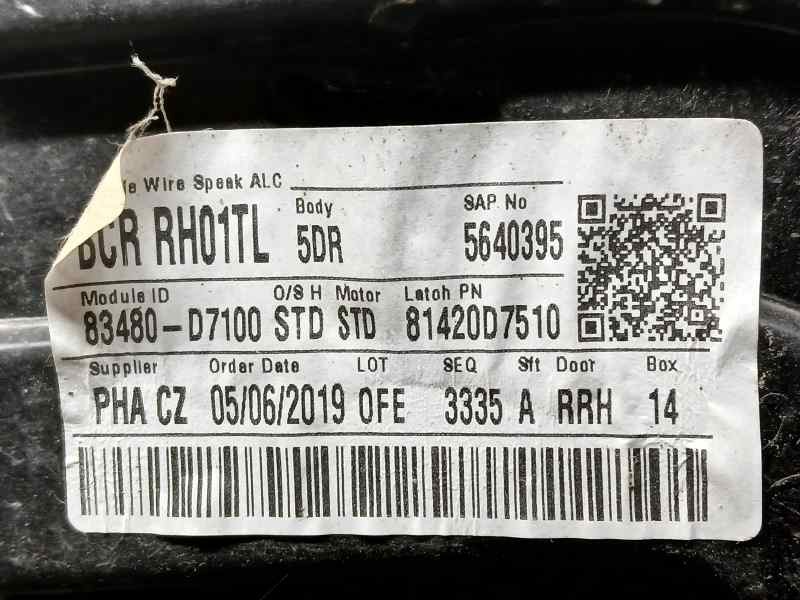 Wire Speak ALC
BCR RH01TL Body 5DR SAP No 5640395
Module ID O/S H Motor Latch PN
83480-D7100 STD STD 81420D7510
Supplier Order Date LOT SEQ Sft Door Box
PHA CZ 05/06/2019 0FE 3335 A RRH 14